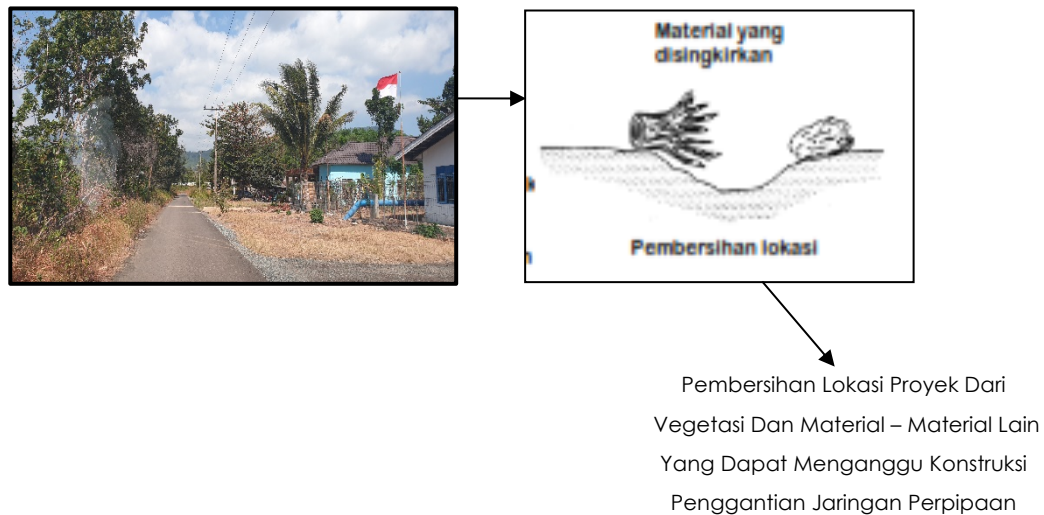 Material yang
disingkirkan
Pembersihan lokasi
Pembersihan Lokasi Proyek Dari
Vegetasi Dan Material – Material Lain
Yang Dapat Menganggu Konstruksi
Penggantian Jaringan Perpipaan